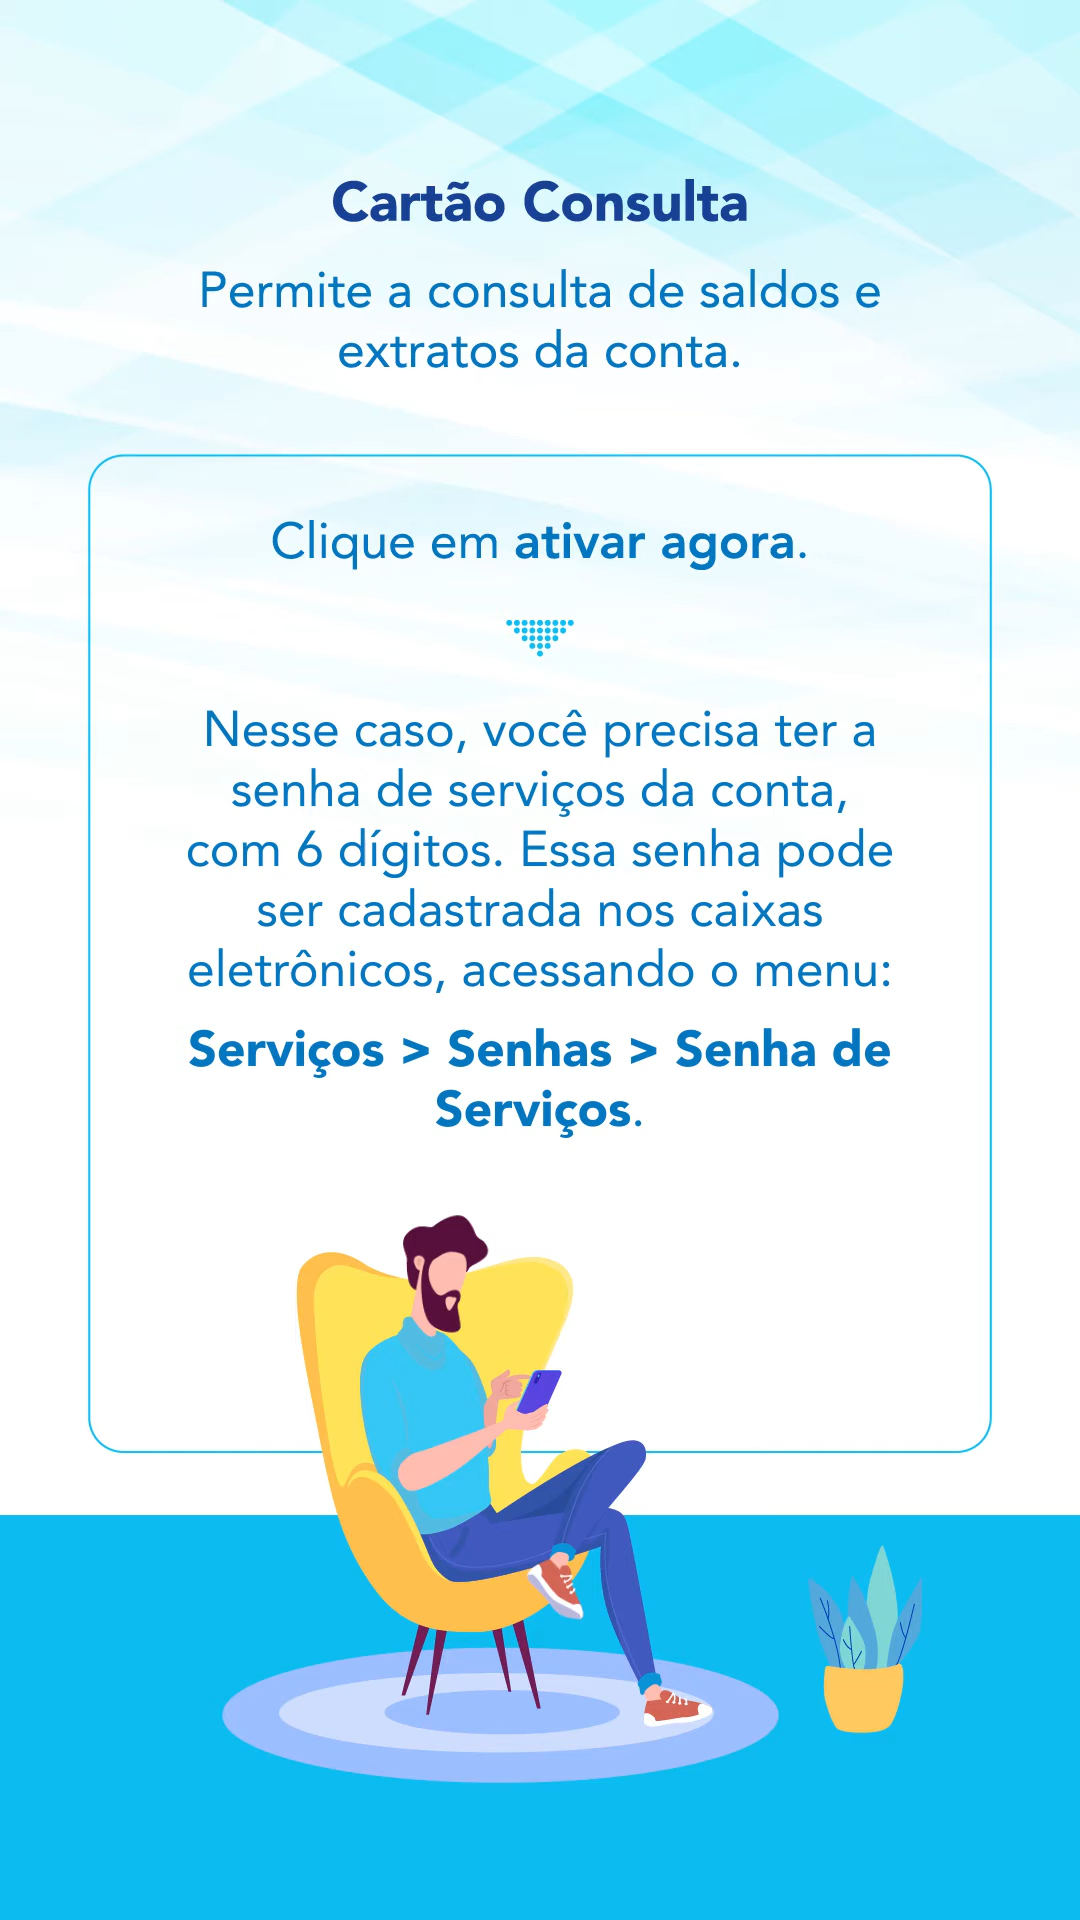 Cartão Consulta
Permite a consulta de saldos e
extratos da conta.
Clique em ativar agora.
Nesse caso, você precisa ter a
senha de serviços da conta,
com 6 dígitos. Essa senha pode
ser cadastrada nos caixas
eletrônicos, acessando o menu:
Serviços > Senhas > Senha de
Serviços.